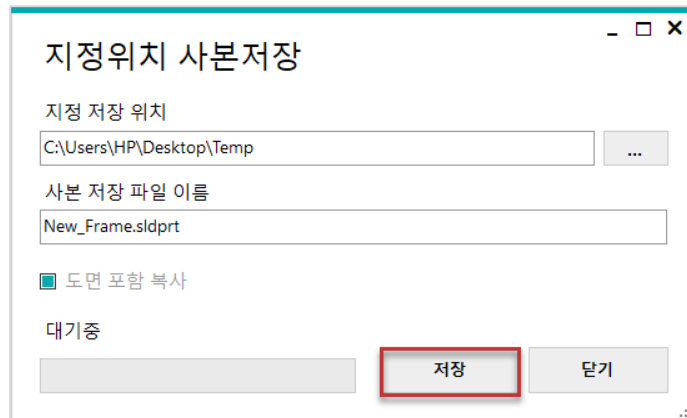 지정위치 사본저장
지정 저장 위치
C:\Users\HP\Desktop\Temp
...
사본 저장 파일 이름
New_Frame.sldprt
도면 포함 복사
대기중
저장
닫기